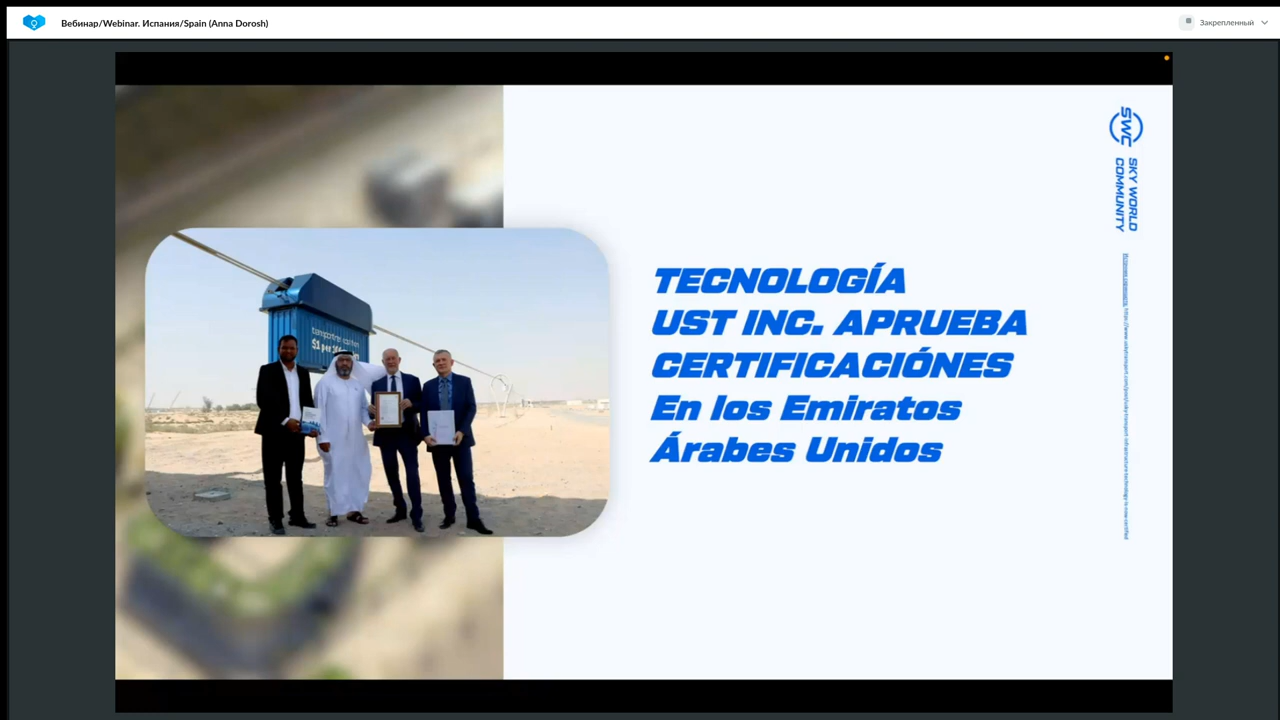 Вебинар/Webinar. Испания/Spain (Anna Dorosh)
Закрепленный
SWC
SKY WORLD
COMMUNITY
TECNOLOGÍA
UST INC. APRUEBA
CERTIFICACIÓNES
En los Emiratos
Árabes Unidos